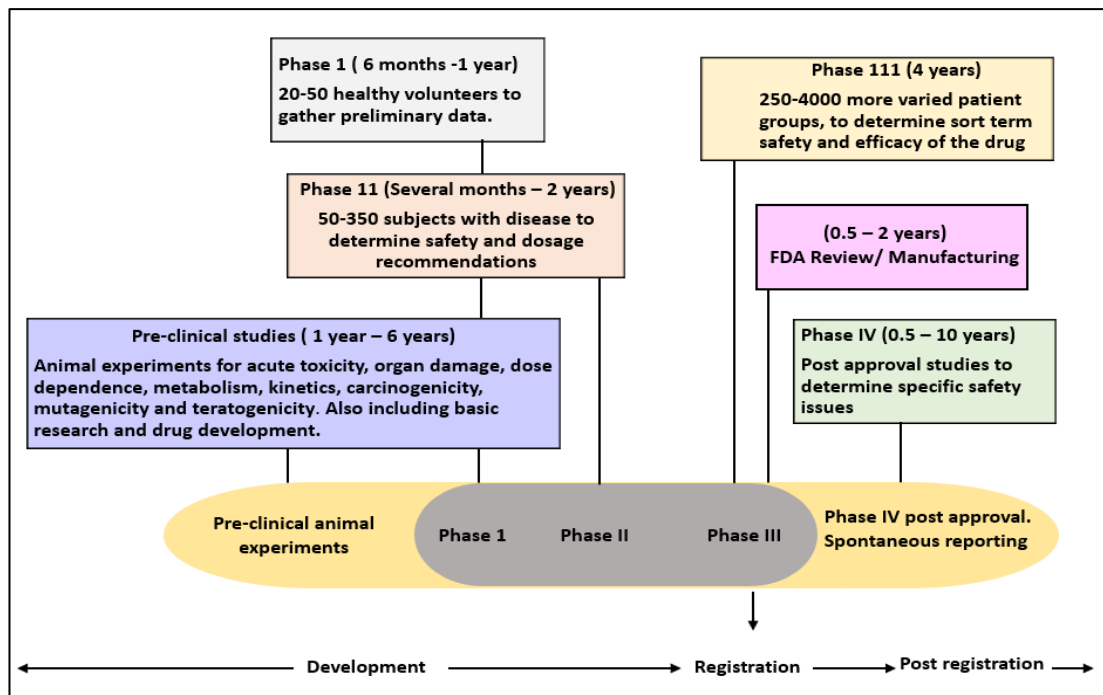 Phase 1 ( 6 months -1 year)
20-50 healthy volunteers to
gather preliminary data.
Phase 111 (4 years)
250-4000 more varied patient
groups, to determine sort term
safety and efficacy of the drug
Phase 11 (Several months – 2 years)
50-350 subjects with disease to
determine safety and dosage
recommendations
(0.5 – 2 years)
FDA Review/ Manufacturing
Pre-clinical studies ( 1 year – 6 years)
Animal experiments for acute toxicity, organ damage, dose
dependence, metabolism, kinetics, carcinogenicity,
mutagenicity and teratogenicity. Also including basic
research and drug development.
Phase IV (0.5 – 10 years)
Post approval studies to
determine specific safety
issues
Pre-clinical animal
experiments
Phase 1
Phase II
Phase III
Phase IV post approval.
Spontaneous reporting
Development
Registration
Post registration